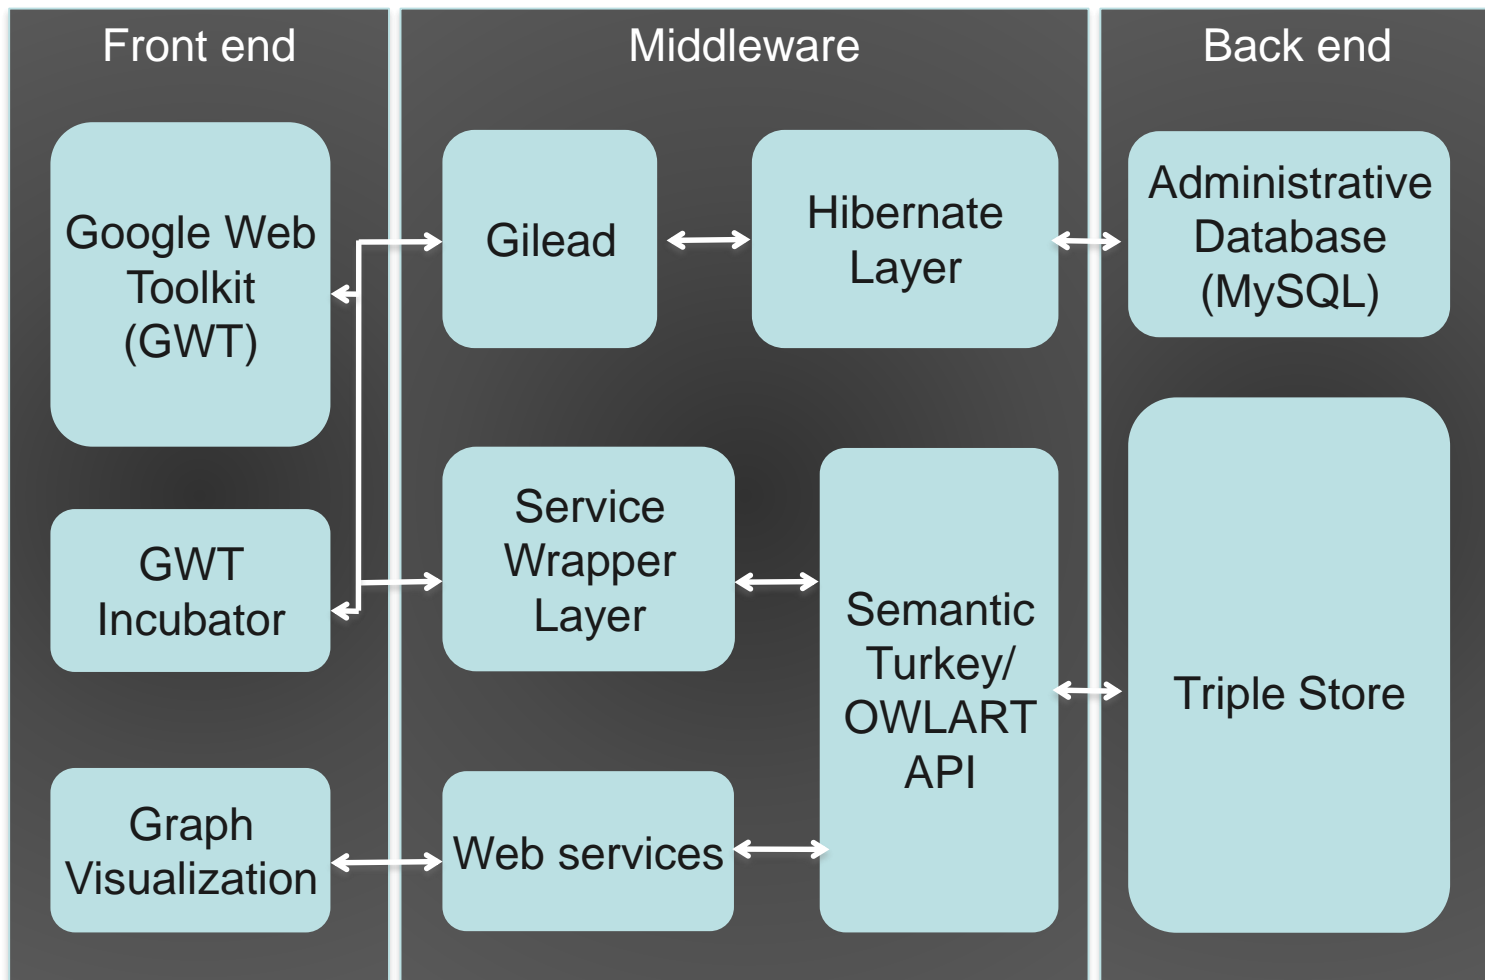 Front end
Middleware
Back end
Google Web
Toolkit
(GWT)
Gilead
Hibernate
Layer
Administrative
Database
(MySQL)
GWT
Incubator
Service
Wrapper
Layer
Semantic
Turkey/
OWLART
API
Triple Store
Graph
Visualization
Web services